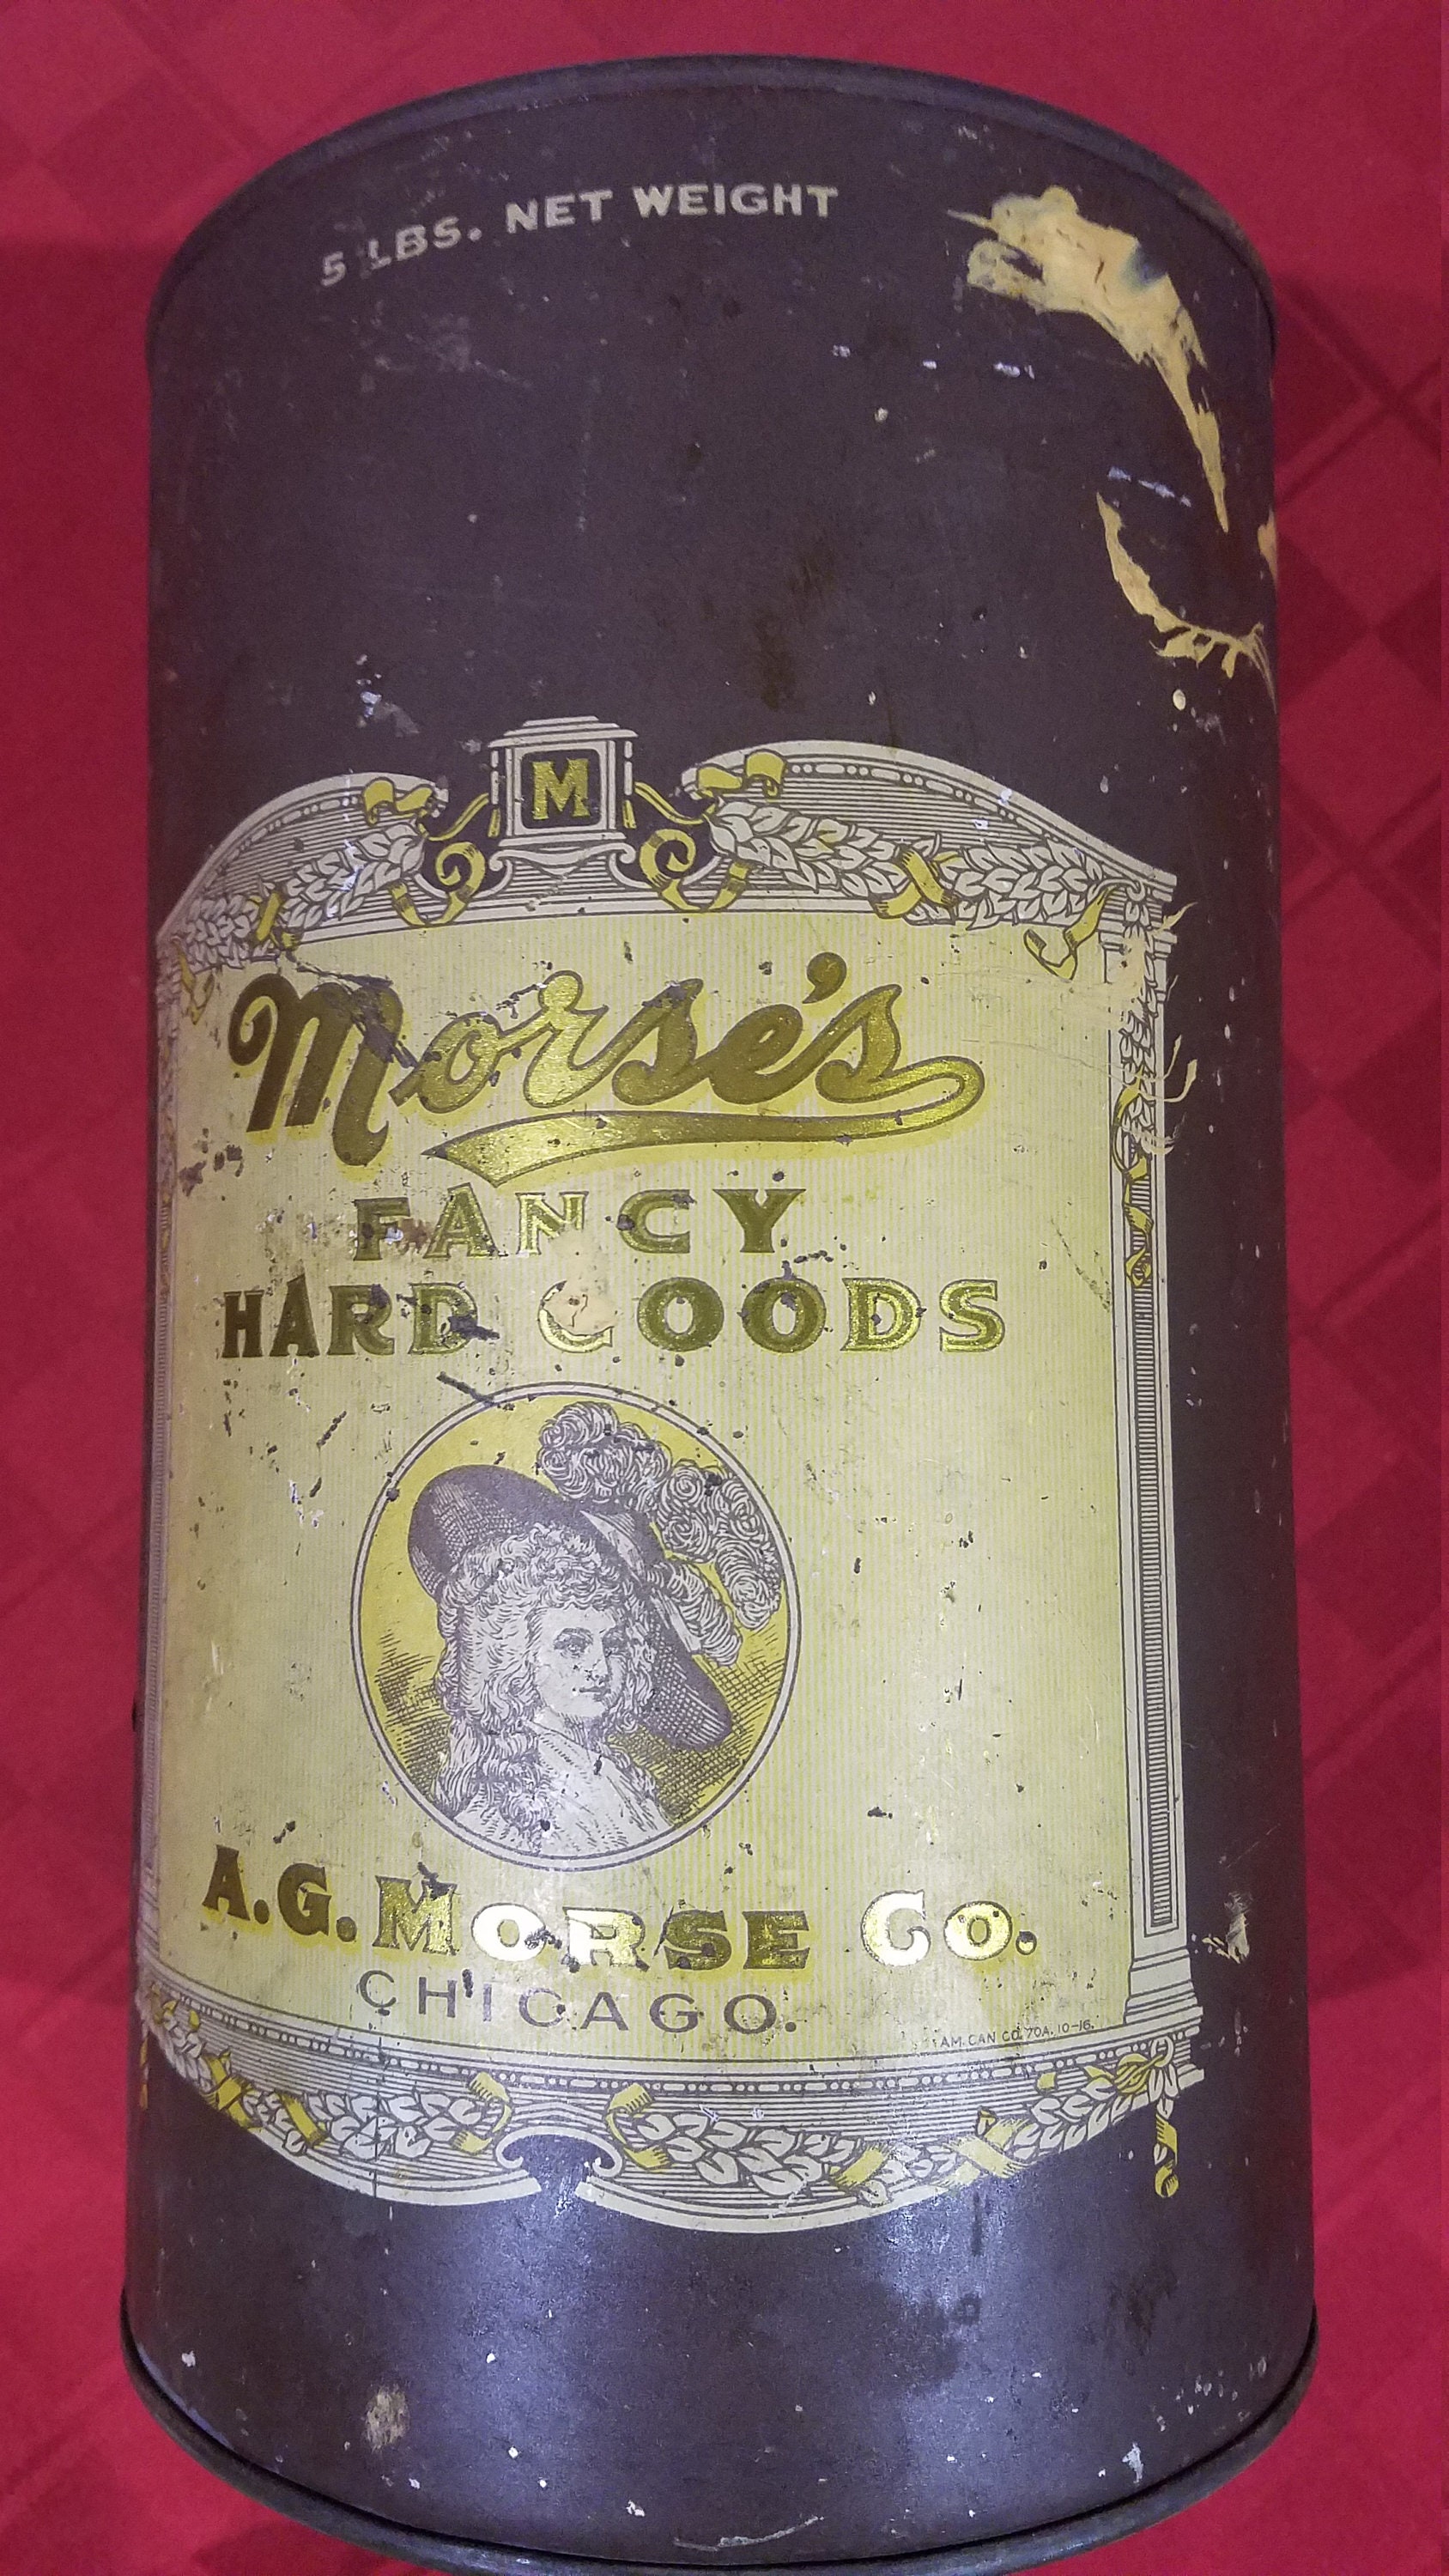 5 LBS. NET WEIGHT
M
Morse's
FANCY
HARD GOODS
A.G. MORSE CO.
CHICAGO.
AM. CAN CO. 70A. 10-16.